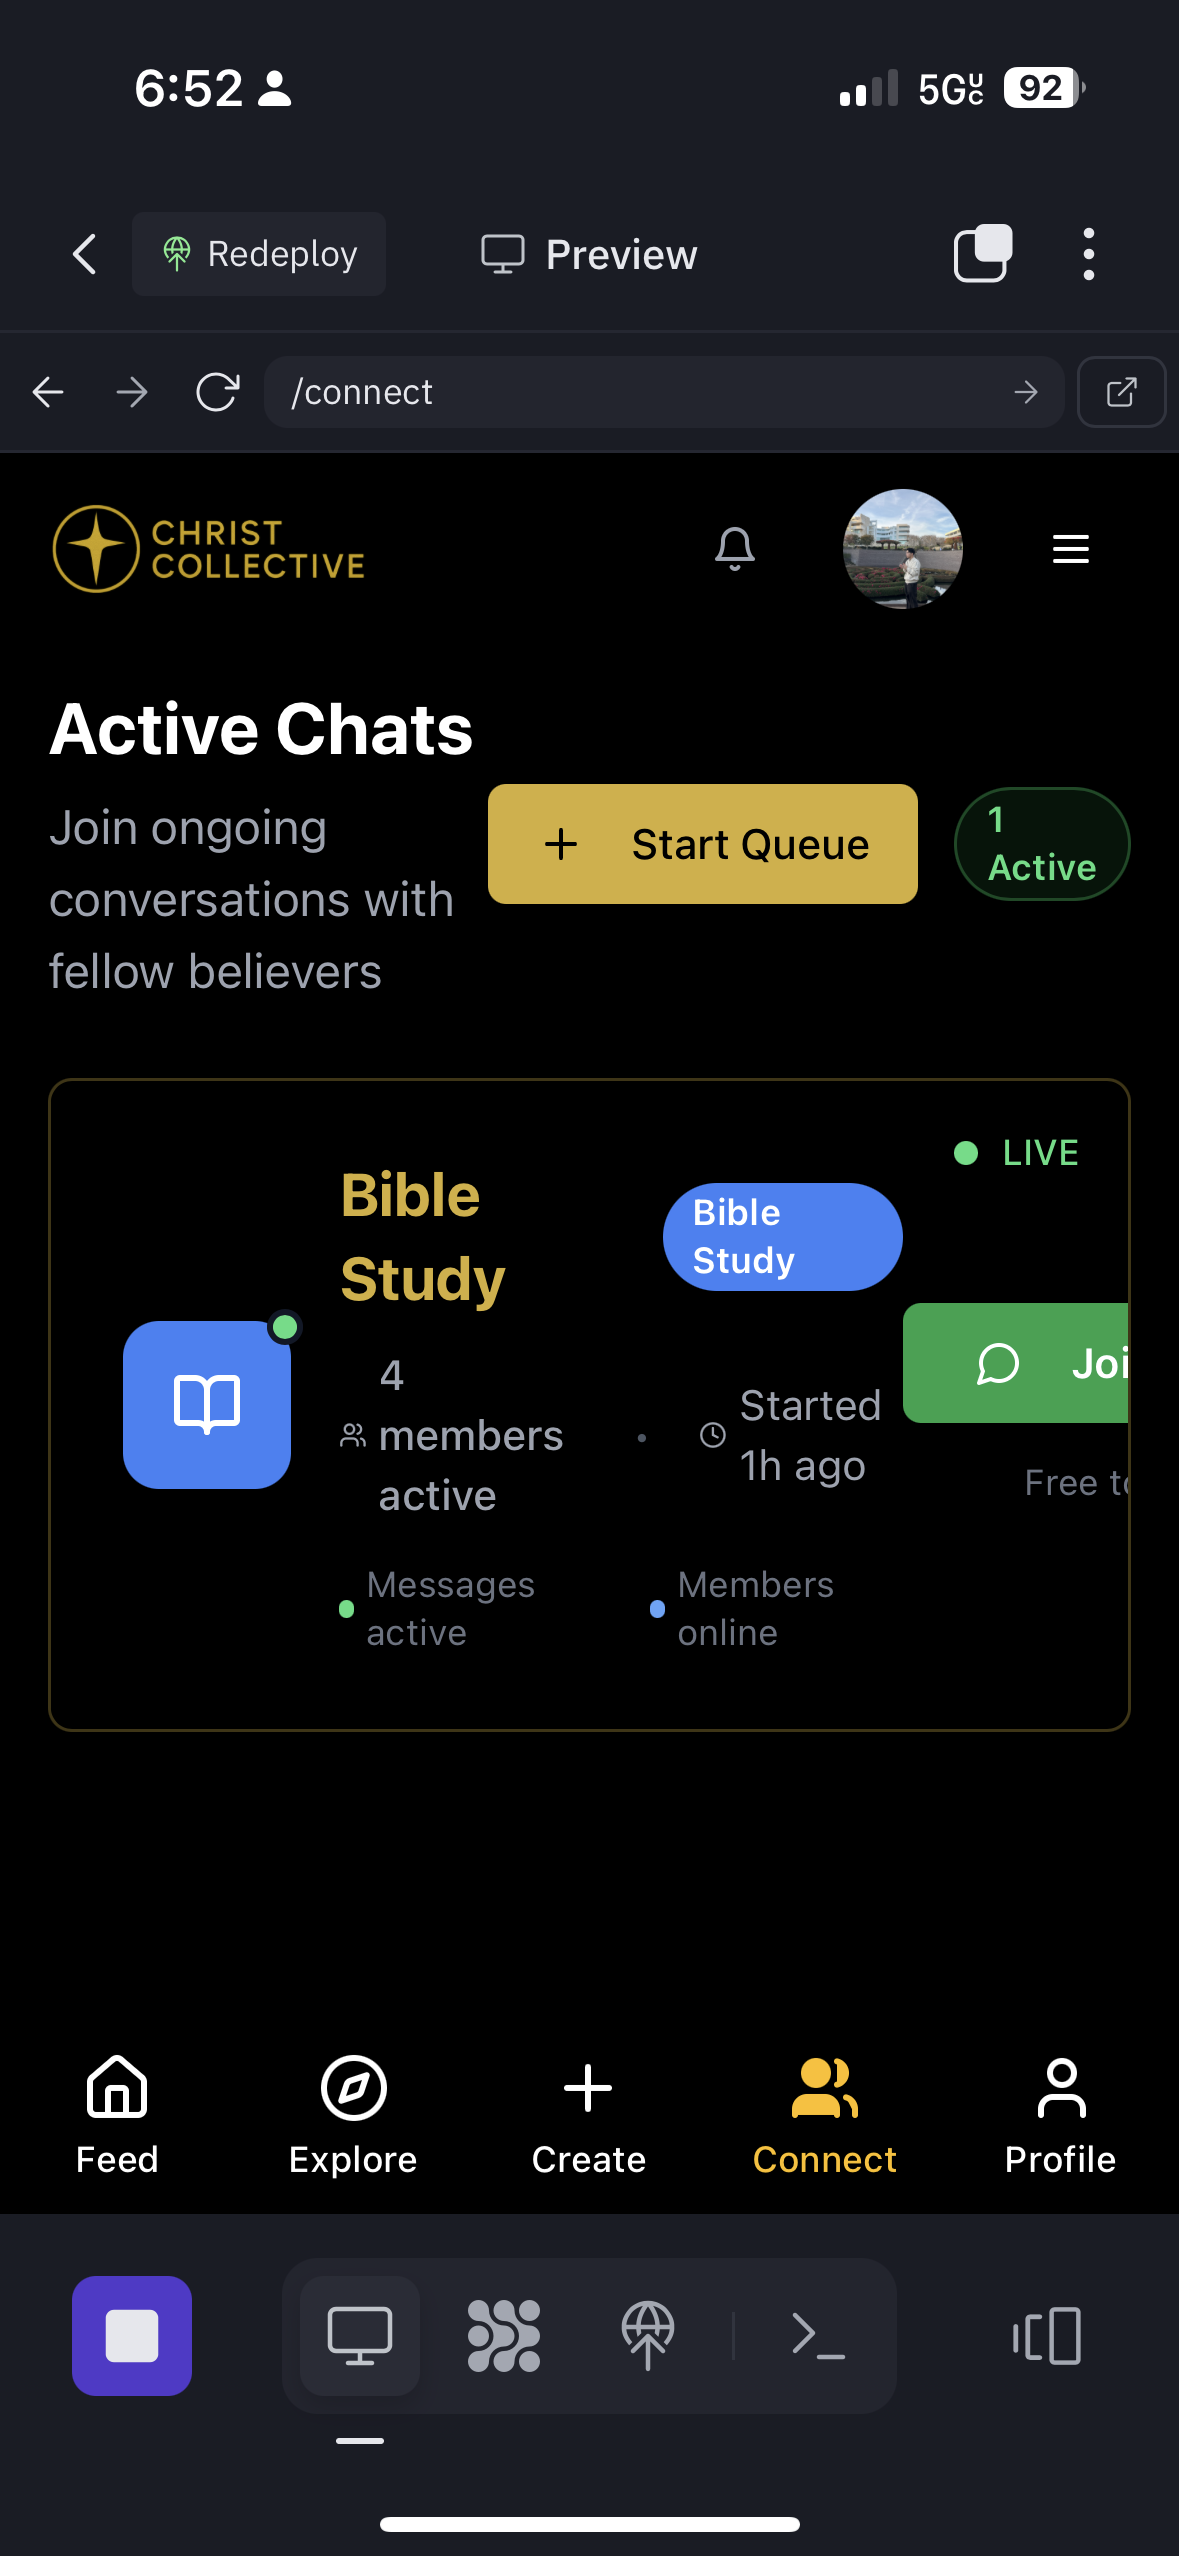 6:52
5GUC
92
Redeploy
Preview
/connect
CHRIST
COLLECTIVE
Active Chats
Join ongoing
conversations with
fellow believers
Start Queue
1
Active
LIVE
Bible
Study
Bible
Study
4
members
active
Started
1h ago
Joi
Free to
Messages
active
Members
online
Feed
Explore
Create
Connect
Profile